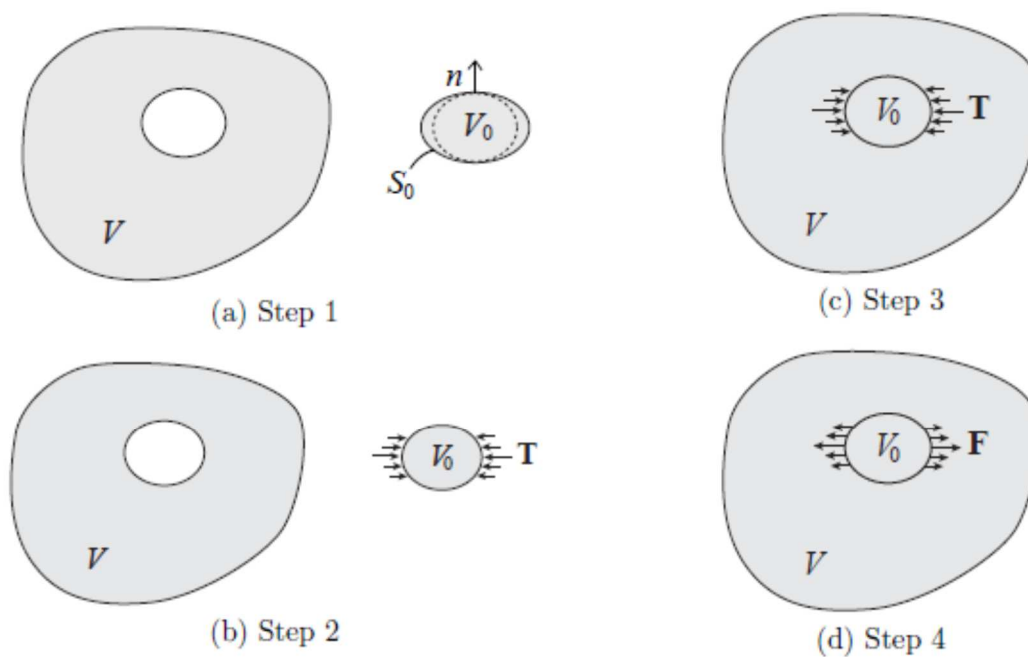 n
V₀
S₀
V
(a) Step 1
V₀
T
V
(b) Step 2
V₀
T
V
(c) Step 3
V₀
F
V
(d) Step 4